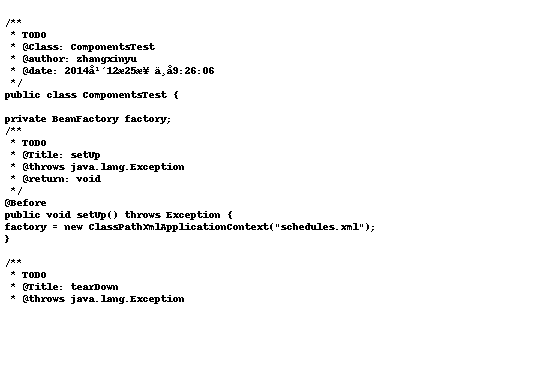 /**
 * TODO
 * @Class: ComponentsTest
 * @author: zhangxinyu
 * @date: 2014å¹´12æ25æ¥ ä¸å9:26:06
 */
public class ComponentsTest {
private BeanFactory factory;
/**
 * TODO
 * @Title: setUp
 * @throws java.lang.Exception
 * @return: void
 */
@Before
public void setUp() throws Exception {
factory = new ClassPathXmlApplicationContext("schedules.xml");
}
/**
 * TODO
 * @Title: tearDown
 * @throws java.lang.Exception